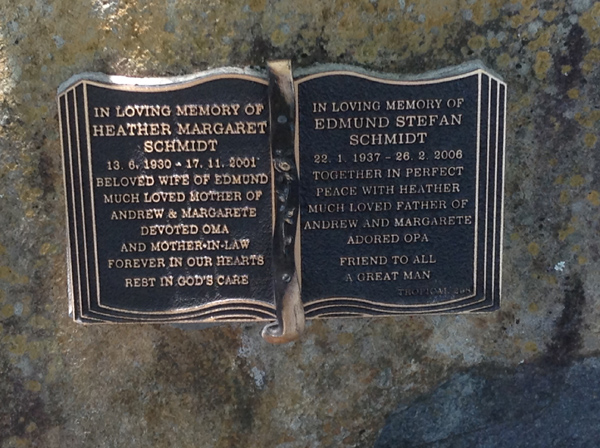 IN LOVING MEMORY OF
HEATHER MARGARET
SCHMIDT
13. 6. 1930 - 17. 11. 2001
BELOVED WIFE OF EDMUND
MUCH LOVED MOTHER OF
ANDREW & MARGARETE
DEVOTED OMA
AND MOTHER-IN-LAW
FOREVER IN OUR HEARTS
REST IN GOD'S CARE
IN LOVING MEMORY OF
EDMUND STEFAN
SCHMIDT
22. 1. 1937 - 26. 2. 2006
TOGETHER IN PERFECT
PEACE WITH HEATHER
MUCH LOVED FATHER OF
ANDREW AND MARGARETE
ADORED OPA
FRIEND TO ALL
A GREAT MAN
TROPICAL